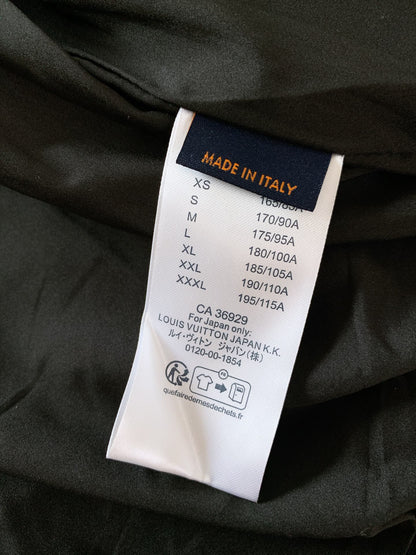 MADE IN ITALY
XS 165/85A
S 170/90A
M 175/95A
L 180/100A
XL 185/105A
XXL 190/110A
XXXL 195/115A
CA 36929
For Japan only:
LOUIS VUITTON JAPAN K.K.
ルイ・ヴィトン ジャパン(株)
0120-00-1854
FR
quefairedemesdechets.fr